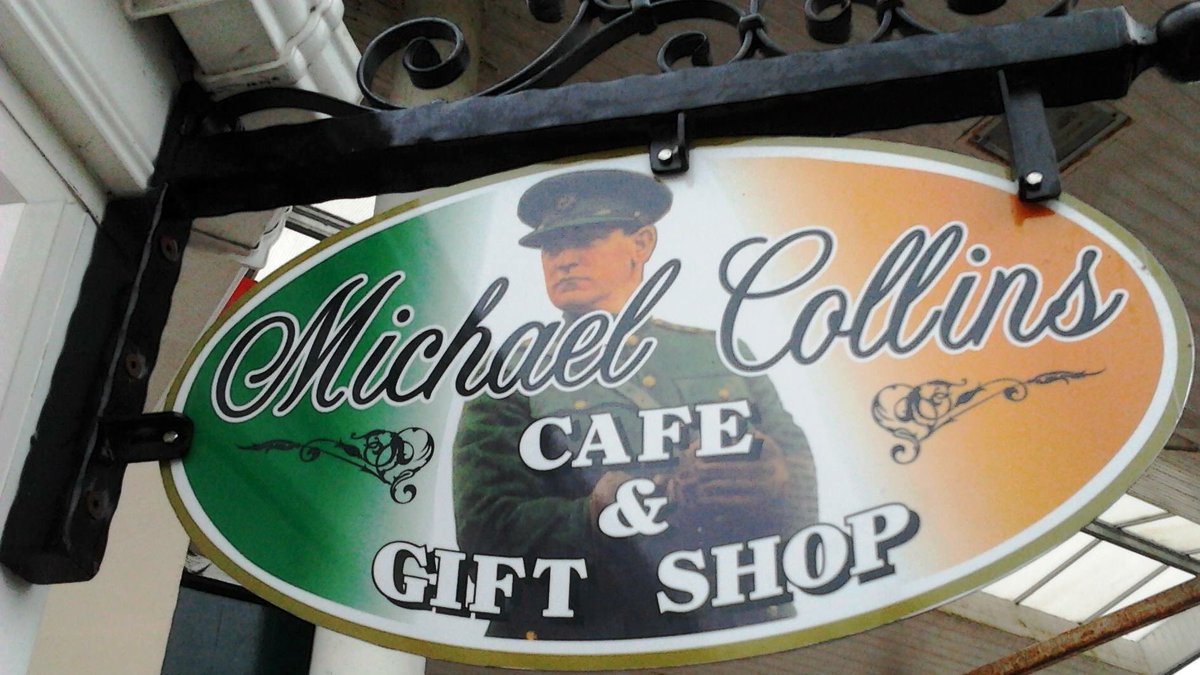 Michael Collins
CAFE
&
GIFT SHOP